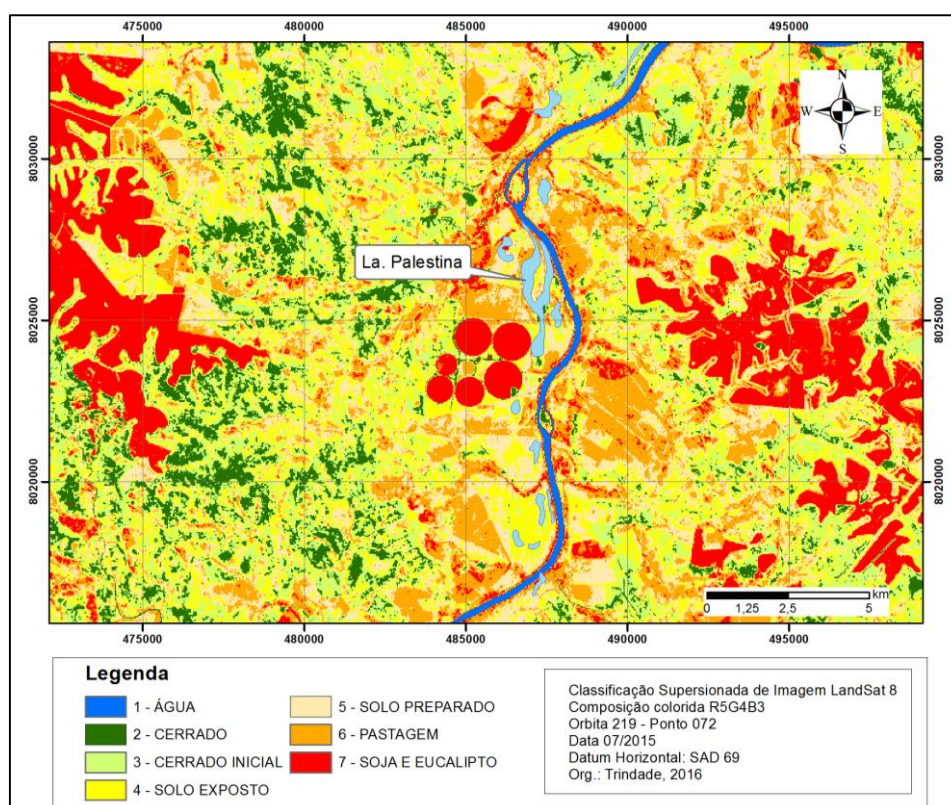 475000 480000 485000 490000 495000
N
W E
S
8030000 8030000
La. Palestina
8025000 8025000
8020000 8020000
km
0 1,25 2,5 5
475000 480000 485000 490000 495000
Legenda
1 - ÁGUA
2 - CERRADO
3 - CERRADO INICIAL
4 - SOLO EXPOSTO
5 - SOLO PREPARADO
6 - PASTAGEM
7 - SOJA E EUCALIPTO
Classificação Supersionada de Imagem LandSat 8
Composição colorida R5G4B3
Orbita 219 - Ponto 072
Data 07/2015
Datum Horizontal: SAD 69
Org.: Trindade, 2016